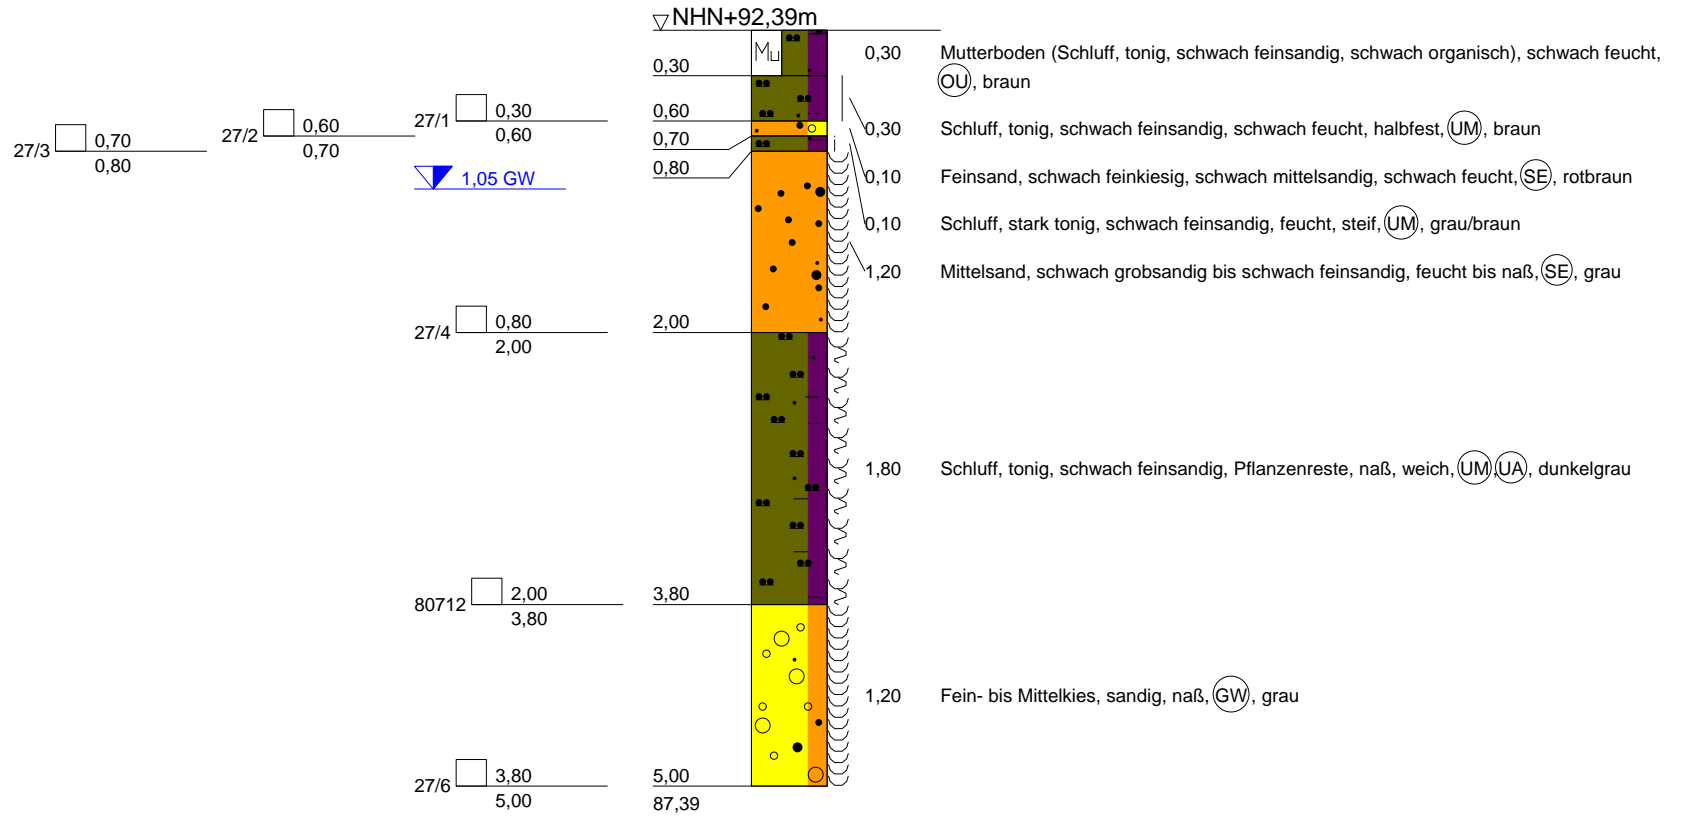 NHN+92,39m
Mu
0,30
0,60
0,70
0,80
2,00
3,80
5,00
87,39
27/3
0,70
0,80
27/2
0,60
0,70
27/1
0,30
0,60
1,05 GW
27/4
0,80
2,00
80712
2,00
3,80
27/6
3,80
5,00
0,30 Mutterboden (Schluff, tonig, schwach feinsandig, schwach organisch), schwach feucht,
OU, braun
0,30 Schluff, tonig, schwach feinsandig, schwach feucht, halbfest, UM, braun
0,10 Feinsand, schwach feinkiesig, schwach mittelsandig, schwach feucht, SE, rotbraun
0,10 Schluff, stark tonig, schwach feinsandig, feucht, steif, UM, grau/braun
1,20 Mittelsand, schwach grobsandig bis schwach feinsandig, feucht bis naß, SE, grau
1,80 Schluff, tonig, schwach feinsandig, Pflanzenreste, naß, weich, UM, UA, dunkelgrau
1,20 Fein- bis Mittelkies, sandig, naß, GW, grau